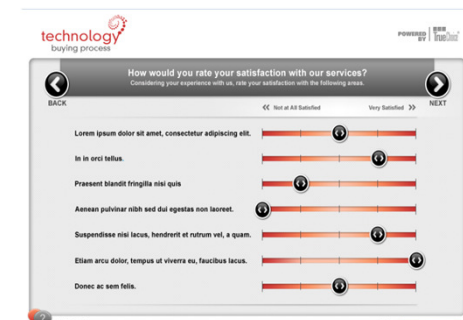 technology
buying process
POWERED BY TrueChoice
How would you rate your satisfaction with our services?
Considering your experience with us, rate your satisfaction with the following areas.
BACK
NEXT
<< Not at All Satisfied Very Satisfied >>
Lorem ipsum dolor sit amet, consectetur adipiscing elit.
In in orci tellus.
Praesent blandit fringilla nisi quis
Aenean pulvinar nibh sed dui egestas non laoreet.
Suspendisse nisi lacus, hendrerit et rutrum vel, a quam.
Etiam arcu dolor, tempus ut viverra eu, faucibus lacus.
Donec ac sem felis.
?